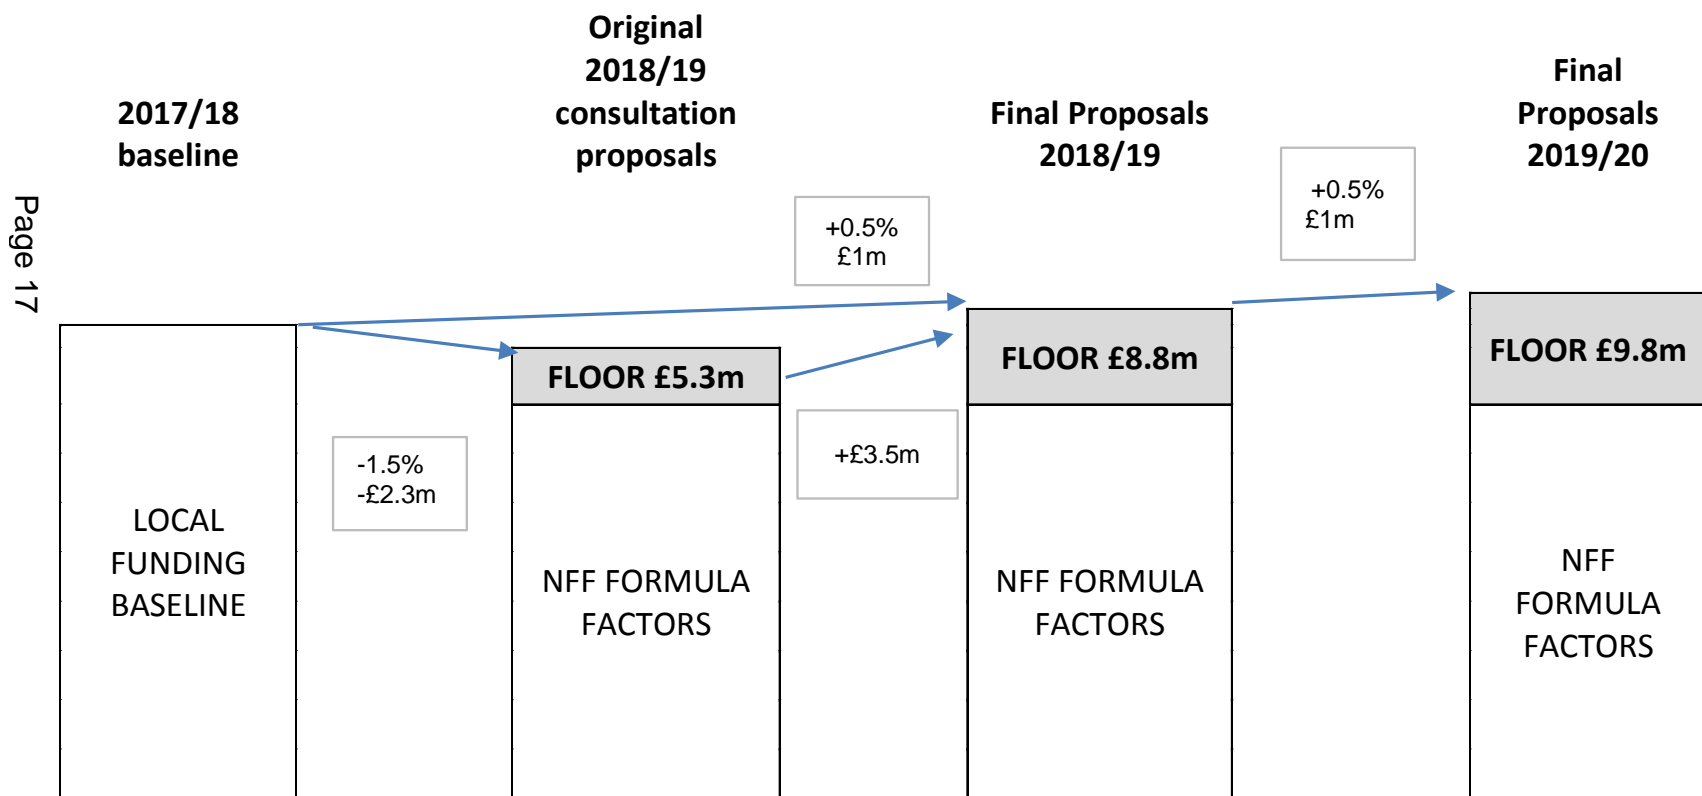 Original
2018/19
consultation
proposals
2017/18
baseline
Final Proposals
2018/19
Final
Proposals
2019/20
Page 17
+0.5%
£1m
+0.5%
£1m
FLOOR £5.3m
FLOOR £8.8m
FLOOR £9.8m
-1.5%
-£2.3m
+£3.5m
LOCAL
FUNDING
BASELINE
NFF FORMULA
FACTORS
NFF FORMULA
FACTORS
NFF
FORMULA
FACTORS